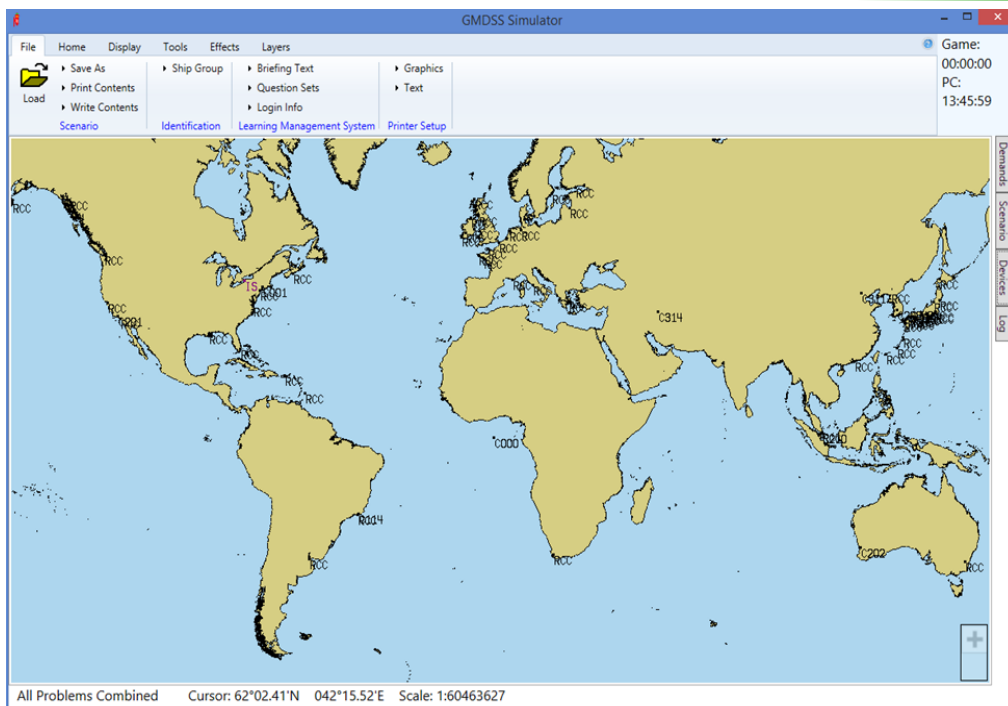 GMDSS Simulator
File Home Display Tools Effects Layers
Game:
00:00:00
PC:
13:45:59
Load
Save As
Print Contents
Write Contents
Scenario
Ship Group
Identification
Briefing Text
Question Sets
Login Info
Learning Management System
Graphics
Text
Printer Setup
Demands
Scenario
Devices
Log
RCC
RCC
RCC
RCC
RCC
RCC
RCC
RCC
RCC
IS
RCC
RCC
RCC
RCC
RCC
RCC
C314
RCC
C000
C202
RCC
RCC
RCC
All Problems Combined Cursor: 62°02.41'N 042°15.52'E Scale: 1:60463627